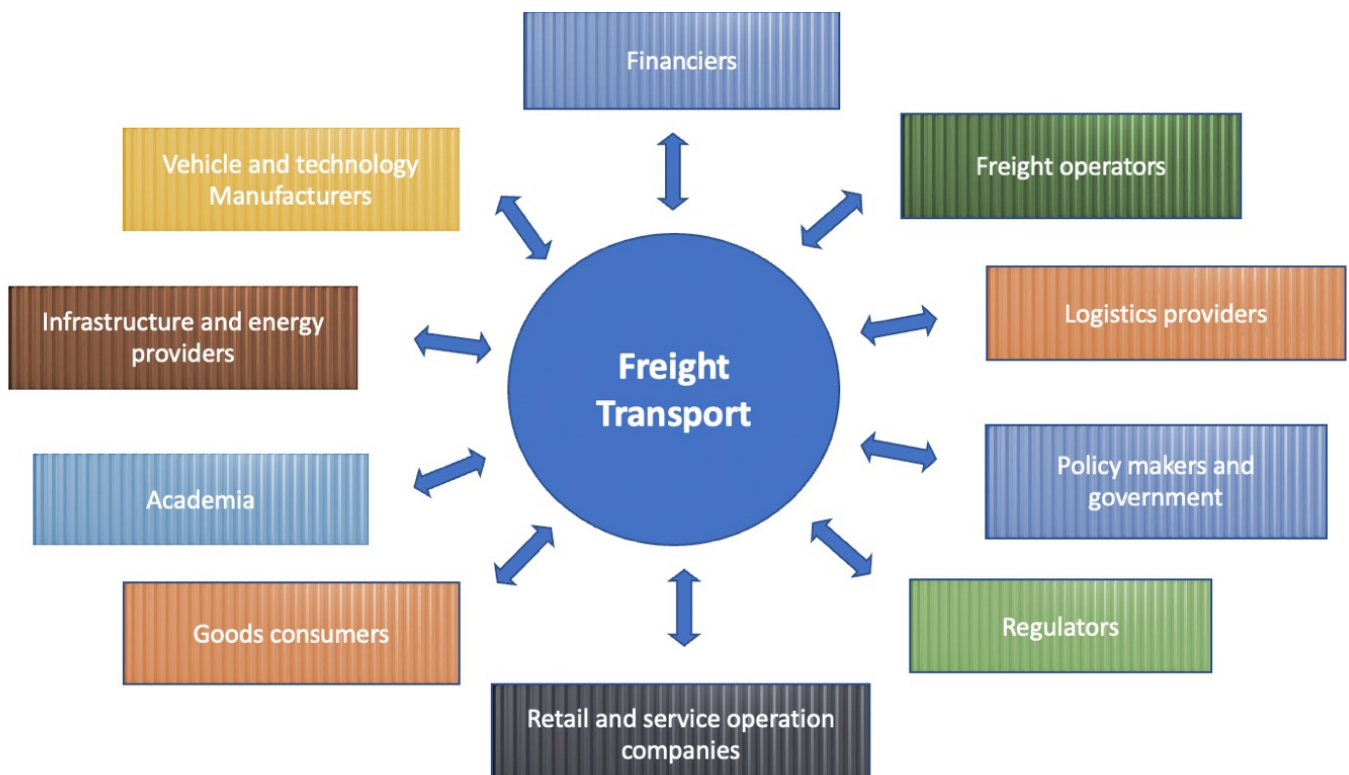 Financiers
Vehicle and technology
Manufacturers
Freight operators
Infrastructure and energy
providers
Logistics providers
Freight
Transport
Academia
Policy makers and
government
Goods consumers
Regulators
Retail and service operation
companies